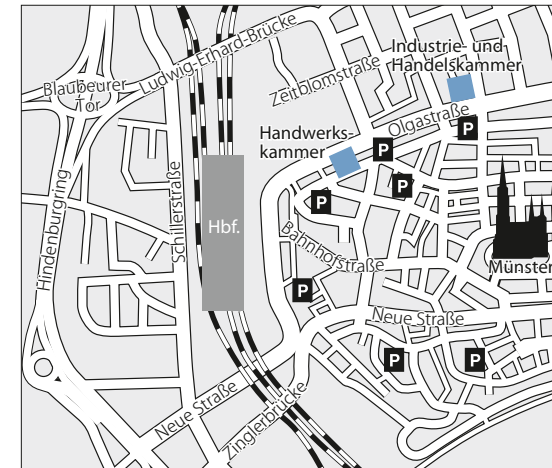 Industrie- und
Handelskammer
Ludwig-Erhard-Brücke
Zeitblomstraße
Blaubeurer
Tor
Olgastraße
P
Handwerks-
kammer
P
P
P
Schillerstraße
Hindenburgring
Hbf.
Bahnhofstraße
Münster
P
Neue Straße
P
P
Neue Straße
Zinglerbrücke